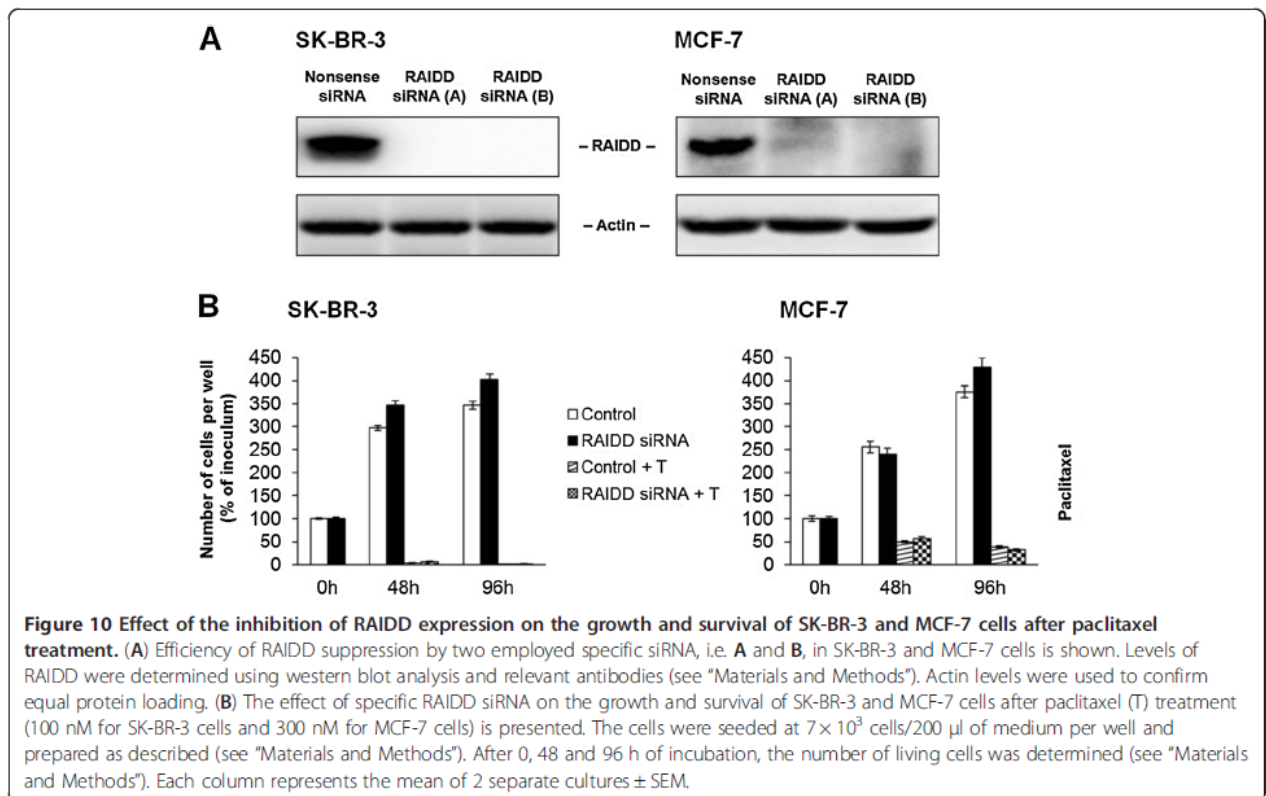 A
SK-BR-3
MCF-7
Nonsense siRNA
RAIDD siRNA (A)
RAIDD siRNA (B)
Nonsense siRNA
RAIDD siRNA (A)
RAIDD siRNA (B)
– RAIDD –
– Actin –
B
SK-BR-3
MCF-7
Number of cells per well
(% of inoculum)
450
400
350
300
250
200
150
100
50
0
0h
48h
96h
Control
RAIDD siRNA
Control + T
RAIDD siRNA + T
450
400
350
300
250
200
150
100
50
0
0h
48h
96h
Paclitaxel
Figure 10 Effect of the inhibition of RAIDD expression on the growth and survival of SK-BR-3 and MCF-7 cells after paclitaxel
treatment. (A) Efficiency of RAIDD suppression by two employed specific siRNA, i.e. A and B, in SK-BR-3 and MCF-7 cells is shown. Levels of
RAIDD were determined using western blot analysis and relevant antibodies (see “Materials and Methods”). Actin levels were used to confirm
equal protein loading. (B) The effect of specific RAIDD siRNA on the growth and survival of SK-BR-3 and MCF-7 cells after paclitaxel (T) treatment
(100 nM for SK-BR-3 cells and 300 nM for MCF-7 cells) is presented. The cells were seeded at 7 × 10³ cells/200 μl of medium per well and
prepared as described (see “Materials and Methods”). After 0, 48 and 96 h of incubation, the number of living cells was determined (see “Materials
and Methods”). Each column represents the mean of 2 separate cultures ± SEM.